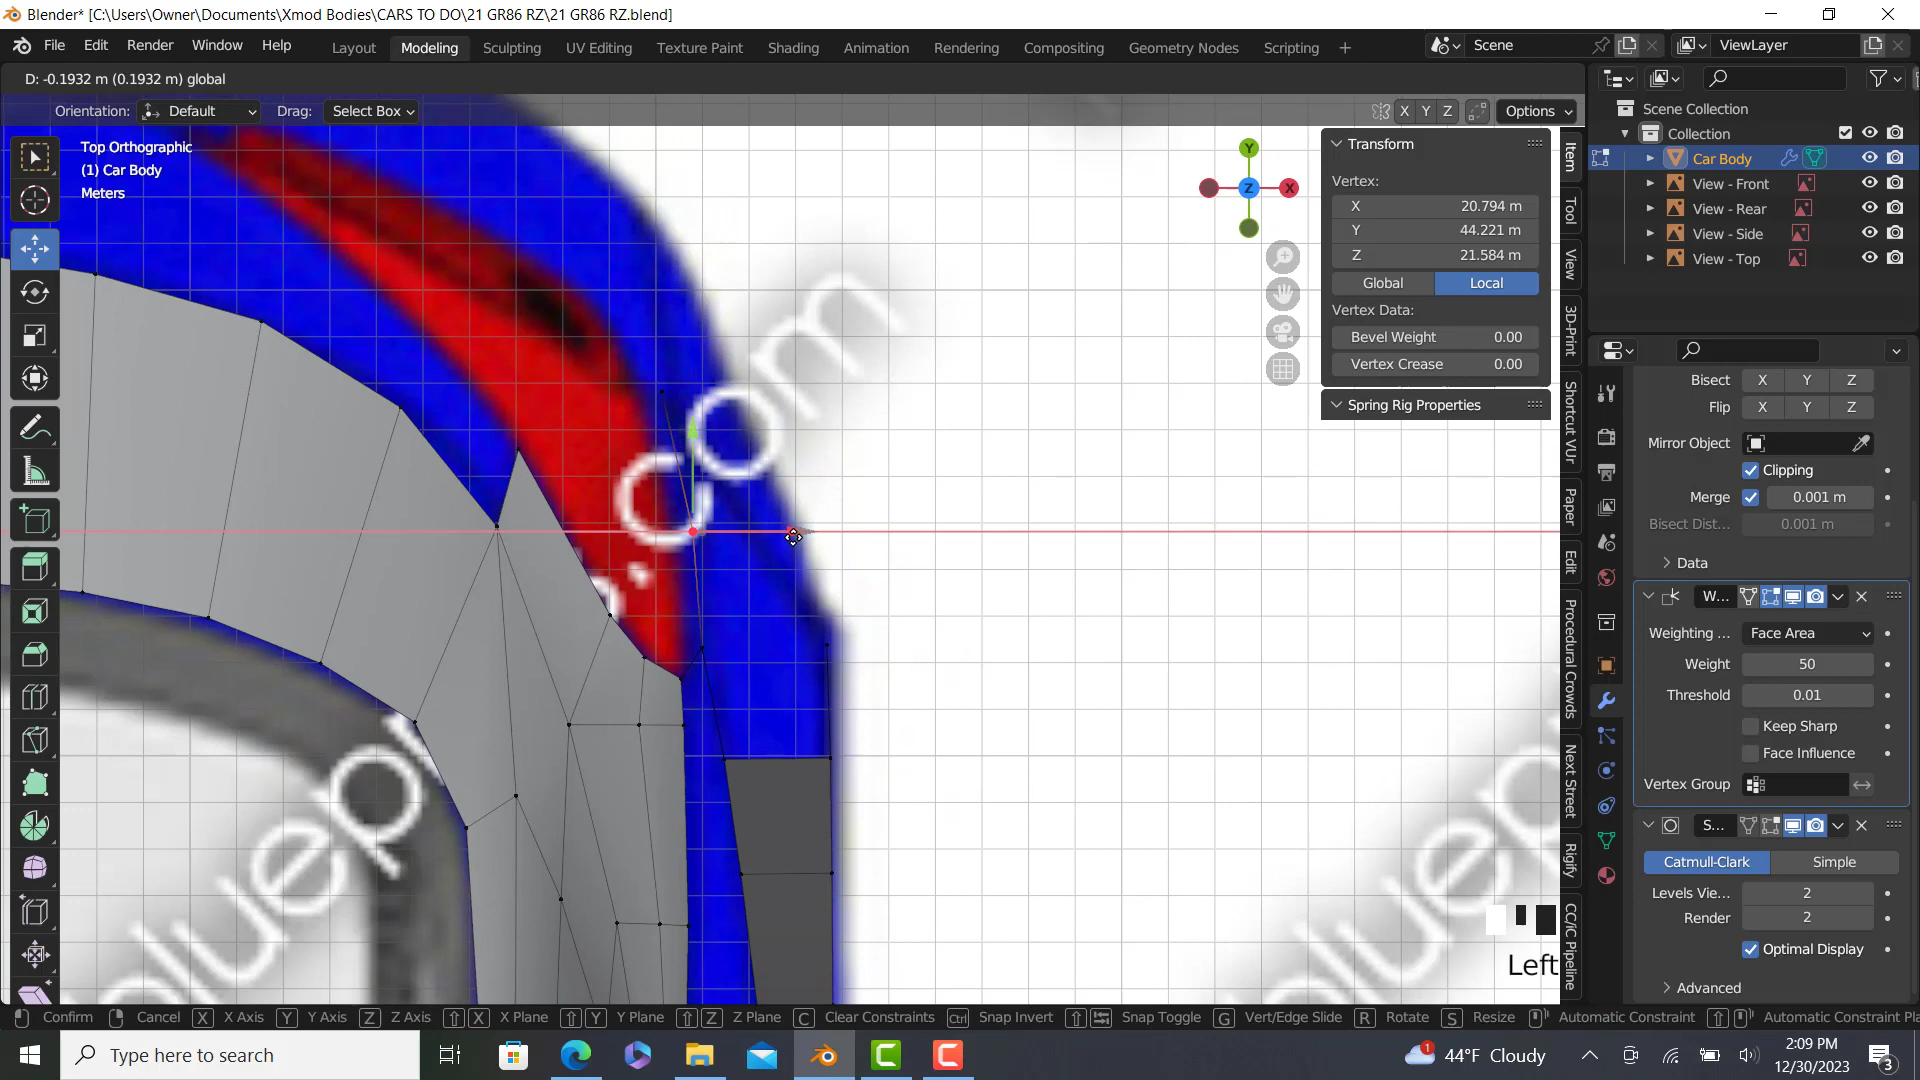 Blender* [C:\Users\Owner\Documents\Xmod Bodies\CARS TO DO\21 GR86 RZ\21 GR86 RZ.blend]
File Edit Render Window Help Layout Modeling Sculpting UV Editing Texture Paint Shading Animation Rendering Compositing Geometry Nodes Scripting + Scene ViewLayer
D: -0.1932 m (0.1932 m) global
Orientation: Default Drag: Select Box X Y Z Options
Top Orthographic
(1) Car Body
Meters
Y
X
Z
Transform
Vertex:
X 20.794 m
Y 44.221 m
Z 21.584 m
Global Local
Vertex Data:
Bevel Weight 0.00
Vertex Crease 0.00
Spring Rig Properties
Item
Tool
View
3D-Print
Shortcut VUr
Paper
Edit
Procedural Crowds
Next Street
Rigify
CC/iC Pipeline
Scene Collection
Collection
Car Body
View - Front
View - Rear
View - Side
View - Top
Bisect X Y Z
Flip X Y Z
Mirror Object
Clipping
Merge 0.001 m
Bisect Dist... 0.001 m
Data
W...
Weighting ... Face Area
Weight 50
Threshold 0.01
Keep Sharp
Face Influence
Vertex Group
S...
Catmull-Clark Simple
Levels Vie... 2
Render 2
Optimal Display
Advanced
Left
Confirm Cancel X X Axis Y Y Axis Z Z Axis X X Plane Y Y Plane Z Z Plane C Clear Constraints Ctrl Snap Invert Snap Toggle G Vert/Edge Slide R Rotate S Resize Automatic Constraint Automatic Constraint Pla
Type here to search
44°F Cloudy
2:09 PM
12/30/2023
3